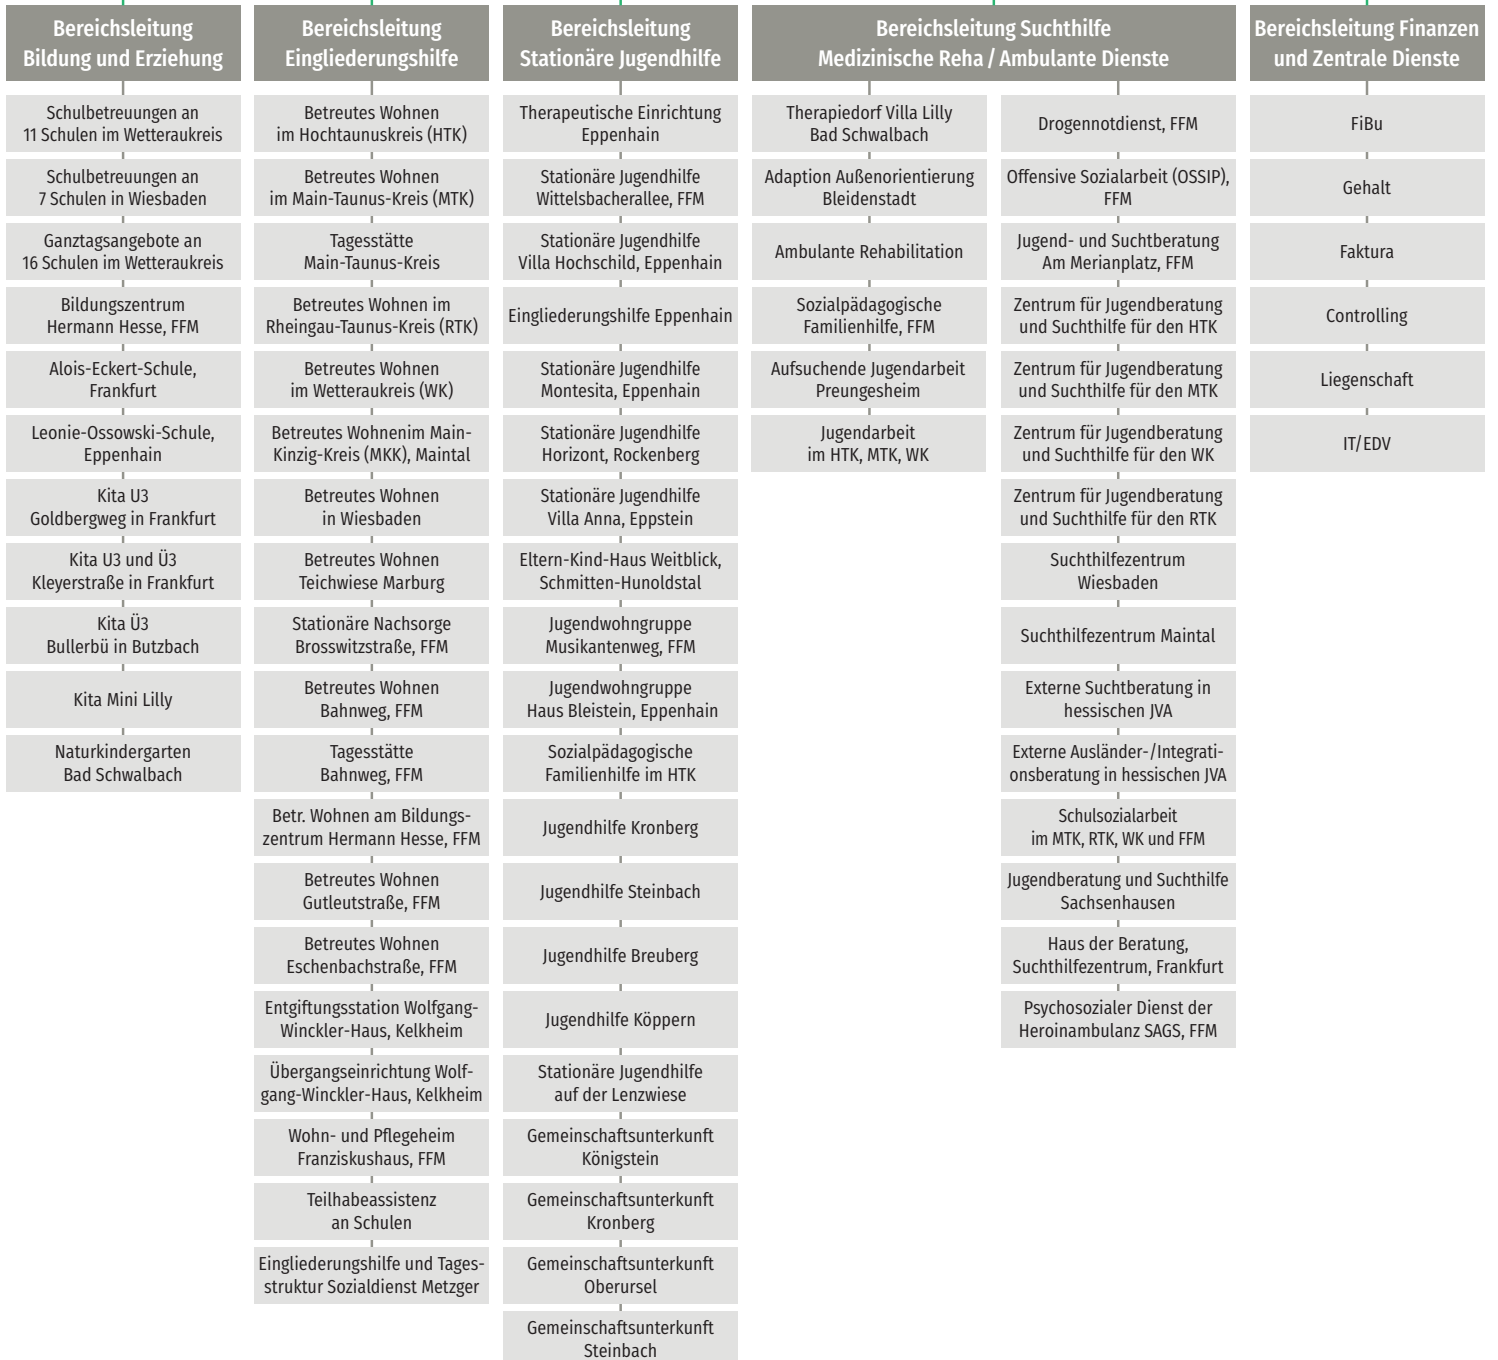 Bereichsleitung
Bildung und Erziehung
Schulbetreuungen an
11 Schulen im Wetteraukreis
Schulbetreuungen an
7 Schulen in Wiesbaden
Ganztagsangebote an
16 Schulen im Wetteraukreis
Bildungszentrum
Hermann Hesse, FFM
Alois-Eckert-Schule,
Frankfurt
Leonie-Ossowski-Schule,
Eppenhain
Kita U3
Goldbergweg in Frankfurt
Kita U3 und Ü3
Kleyerstraße in Frankfurt
Kita Ü3
Bullerbü in Butzbach
Kita Mini Lilly
Naturkindergarten
Bad Schwalbach
Bereichsleitung
Eingliederungshilfe
Betreutes Wohnen
im Hochtaunuskreis (HTK)
Betreutes Wohnen
im Main-Taunus-Kreis (MTK)
Tagesstätte
Main-Taunus-Kreis
Betreutes Wohnen im
Rheingau-Taunus-Kreis (RTK)
Betreutes Wohnen
im Wetteraukreis (WK)
Betreutes Wohnenim Main-
Kinzig-Kreis (MKK), Maintal
Betreutes Wohnen
in Wiesbaden
Betreutes Wohnen
Teichwiese Marburg
Stationäre Nachsorge
Brosswitzstraße, FFM
Betreutes Wohnen
Bahnweg, FFM
Tagesstätte
Bahnweg, FFM
Betr. Wohnen am Bildungs-
zentrum Hermann Hesse, FFM
Betreutes Wohnen
Gutleutstraße, FFM
Betreutes Wohnen
Eschenbachstraße, FFM
Entgiftungsstation Wolfgang-
Winckler-Haus, Kelkheim
Übergangseinrichtung Wolf-
gang-Winckler-Haus, Kelkheim
Wohn- und Pflegeheim
Franziskushaus, FFM
Teilhabeassistenz
an Schulen
Eingliederungshilfe und Tages-
struktur Sozialdienst Metzger
Bereichsleitung
Stationäre Jugendhilfe
Therapeutische Einrichtung
Eppenhain
Stationäre Jugendhilfe
Wittelsbacherallee, FFM
Stationäre Jugendhilfe
Villa Hochschild, Eppenhain
Eingliederungshilfe Eppenhain
Stationäre Jugendhilfe
Montesita, Eppenhain
Stationäre Jugendhilfe
Horizont, Rockenberg
Stationäre Jugendhilfe
Villa Anna, Eppstein
Eltern-Kind-Haus Weitblick,
Schmitten-Hunoldstal
Jugendwohngruppe
Musikantenweg, FFM
Jugendwohngruppe
Haus Bleistein, Eppenhain
Sozialpädagogische
Familienhilfe im HTK
Jugendhilfe Kronberg
Jugendhilfe Steinbach
Jugendhilfe Breuberg
Jugendhilfe Köppern
Stationäre Jugendhilfe
auf der Lenzwiese
Gemeinschaftsunterkunft
Königstein
Gemeinschaftsunterkunft
Kronberg
Gemeinschaftsunterkunft
Oberursel
Gemeinschaftsunterkunft
Steinbach
Bereichsleitung Suchthilfe
Medizinische Reha / Ambulante Dienste
Therapiedorf Villa Lilly
Bad Schwalbach
Adaption Außenorientierung
Bleidenstadt
Ambulante Rehabilitation
Sozialpädagogische
Familienhilfe, FFM
Aufsuchende Jugendarbeit
Preungesheim
Jugendarbeit
im HTK, MTK, WK
Drogennotdienst, FFM
Offensive Sozialarbeit (OSSIP),
FFM
Jugend- und Suchtberatung
Am Merianplatz, FFM
Zentrum für Jugendberatung
und Suchthilfe für den HTK
Zentrum für Jugendberatung
und Suchthilfe für den MTK
Zentrum für Jugendberatung
und Suchthilfe für den WK
Zentrum für Jugendberatung
und Suchthilfe für den RTK
Suchthilfezentrum
Wiesbaden
Suchthilfezentrum Maintal
Externe Suchtberatung in
hessischen JVA
Externe Ausländer-/Integrati-
onsberatung in hessischen JVA
Schulsozialarbeit
im MTK, RTK, WK und FFM
Jugendberatung und Suchthilfe
Sachsenhausen
Haus der Beratung,
Suchthilfezentrum, Frankfurt
Psychosozialer Dienst der
Heroinambulanz SAGS, FFM
Bereichsleitung Finanzen
und Zentrale Dienste
FiBu
Gehalt
Faktura
Controlling
Liegenschaft
IT/EDV